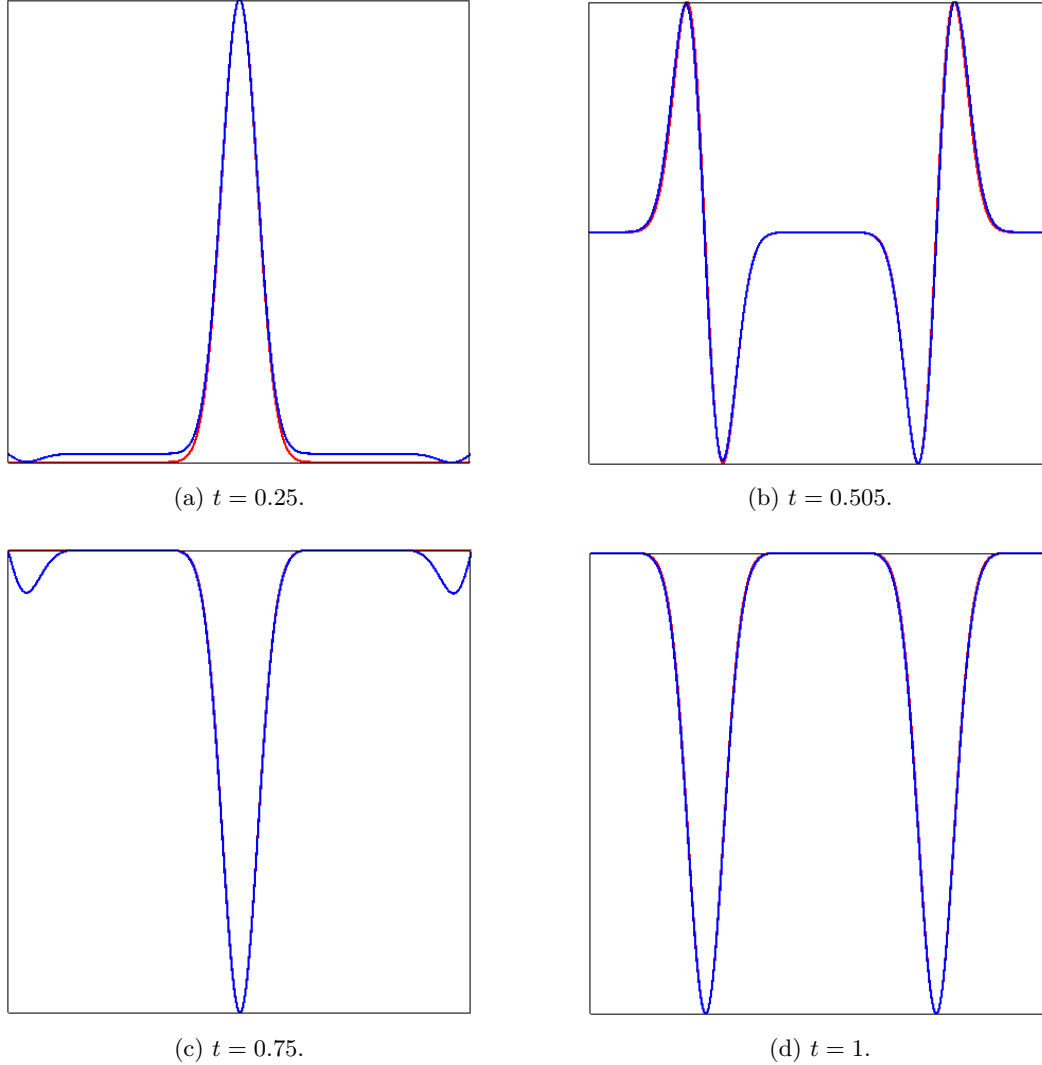 (a) t = 0.25.
(b) t = 0.505.
(c) t = 0.75.
(d) t = 1.